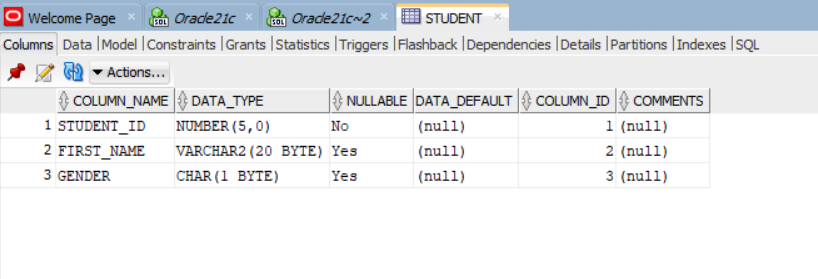 Welcome Page × Oracle21c × Oracle21c~2 × STUDENT ×
Columns Data |Model |Constraints |Grants |Statistics |Triggers |Flashback |Dependencies |Details |Partitions |Indexes |SQL
Actions...
COLUMN_NAME DATA_TYPE NULLABLE DATA_DEFAULT COLUMN_ID COMMENTS
1 STUDENT_ID NUMBER(5,0) No (null) 1 (null)
2 FIRST_NAME VARCHAR2(20 BYTE) Yes (null) 2 (null)
3 GENDER CHAR(1 BYTE) Yes (null) 3 (null)